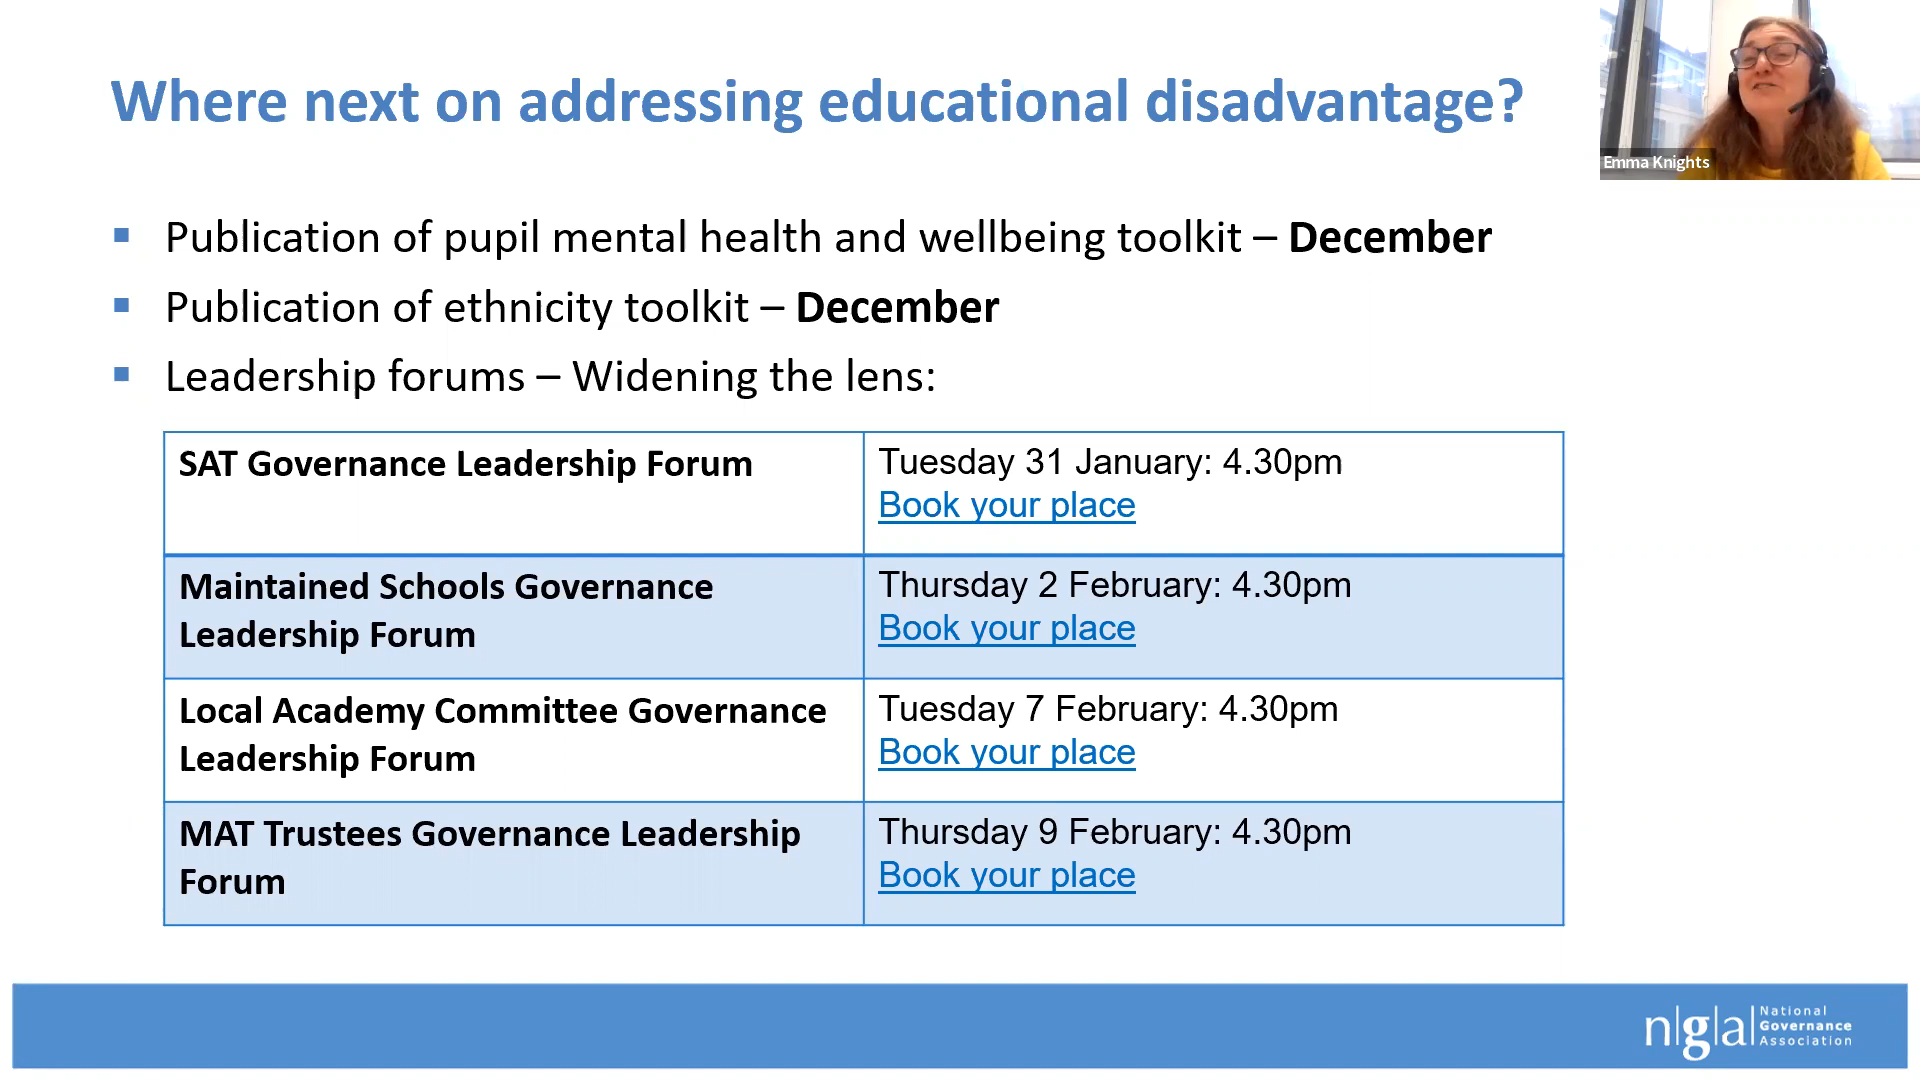 Where next on addressing educational disadvantage?
Emma Knights
▪ Publication of pupil mental health and wellbeing toolkit – December
▪ Publication of ethnicity toolkit – December
▪ Leadership forums – Widening the lens:
SAT Governance Leadership Forum
Tuesday 31 January: 4.30pm
Book your place
Maintained Schools Governance
Leadership Forum
Thursday 2 February: 4.30pm
Book your place
Local Academy Committee Governance
Leadership Forum
Tuesday 7 February: 4.30pm
Book your place
MAT Trustees Governance Leadership
Forum
Thursday 9 February: 4.30pm
Book your place
n|g|a|
National
Governance
Association